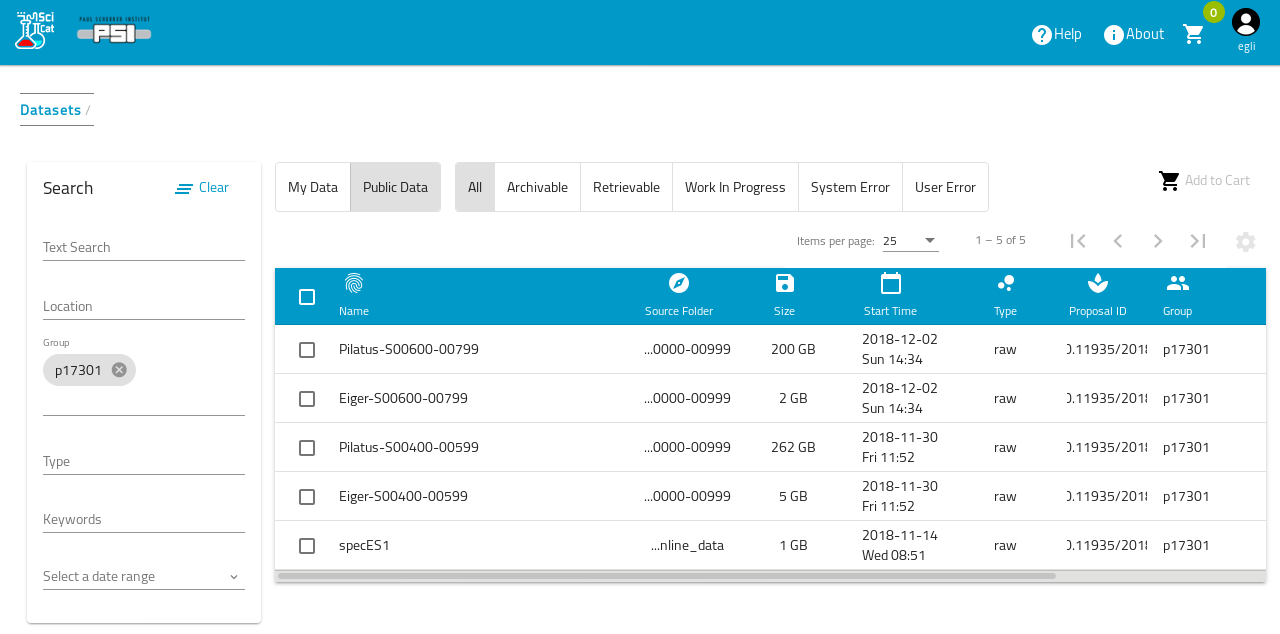 Sci
Cat
PAUL SCHERRER INSTITUT
PSI
Help
About
0
egli
Datasets /
Search
Clear
Text Search
Location
Group
p17301
Type
Keywords
Select a date range
My Data
Public Data
All
Archivable
Retrievable
Work In Progress
System Error
User Error
Add to Cart
Items per page: 25
1 – 5 of 5
Name Source Folder Size Start Time Type Proposal ID Group
Pilatus-S00600-00799 ...0000-00999 200 GB 2018-12-02 Sun 14:34 raw 0.11935/2018 p17301
Eiger-S00600-00799 ...0000-00999 2 GB 2018-12-02 Sun 14:34 raw 0.11935/2018 p17301
Pilatus-S00400-00599 ...0000-00999 262 GB 2018-11-30 Fri 11:52 raw 0.11935/2018 p17301
Eiger-S00400-00599 ...0000-00999 5 GB 2018-11-30 Fri 11:52 raw 0.11935/2018 p17301
specES1 ...nline_data 1 GB 2018-11-14 Wed 08:51 raw 0.11935/2018 p17301